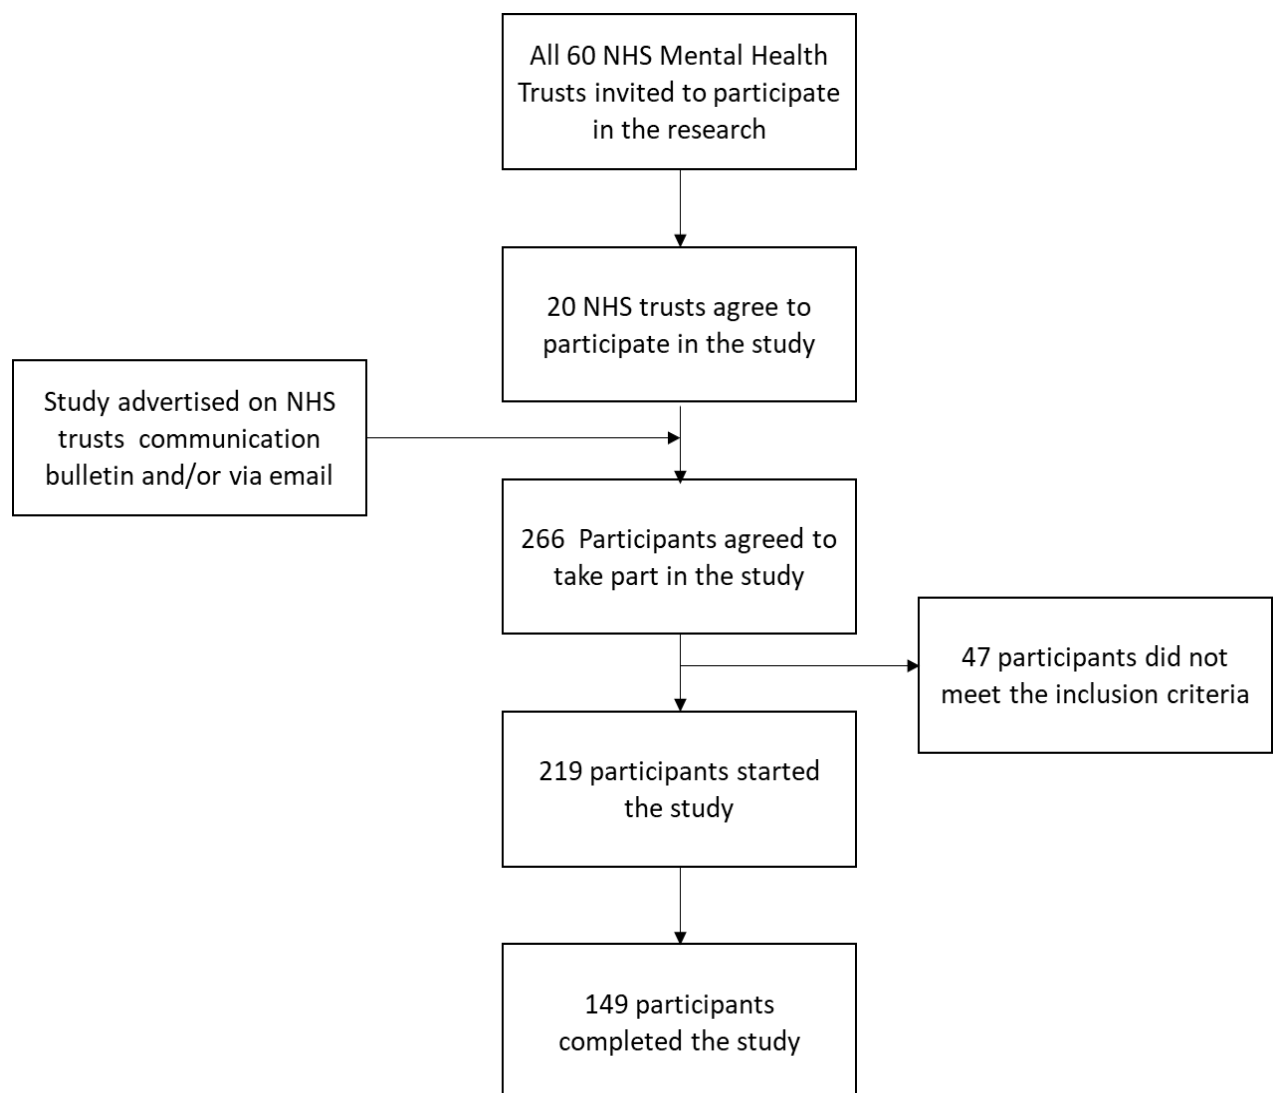 All 60 NHS Mental Health
Trusts invited to participate
in the research
20 NHS trusts agree to
participate in the study
Study advertised on NHS
trusts  communication
bulletin and/or via email
266  Participants agreed to
take part in the study
47 participants did not
meet the inclusion criteria
219 participants started
the study
149 participants
completed the study